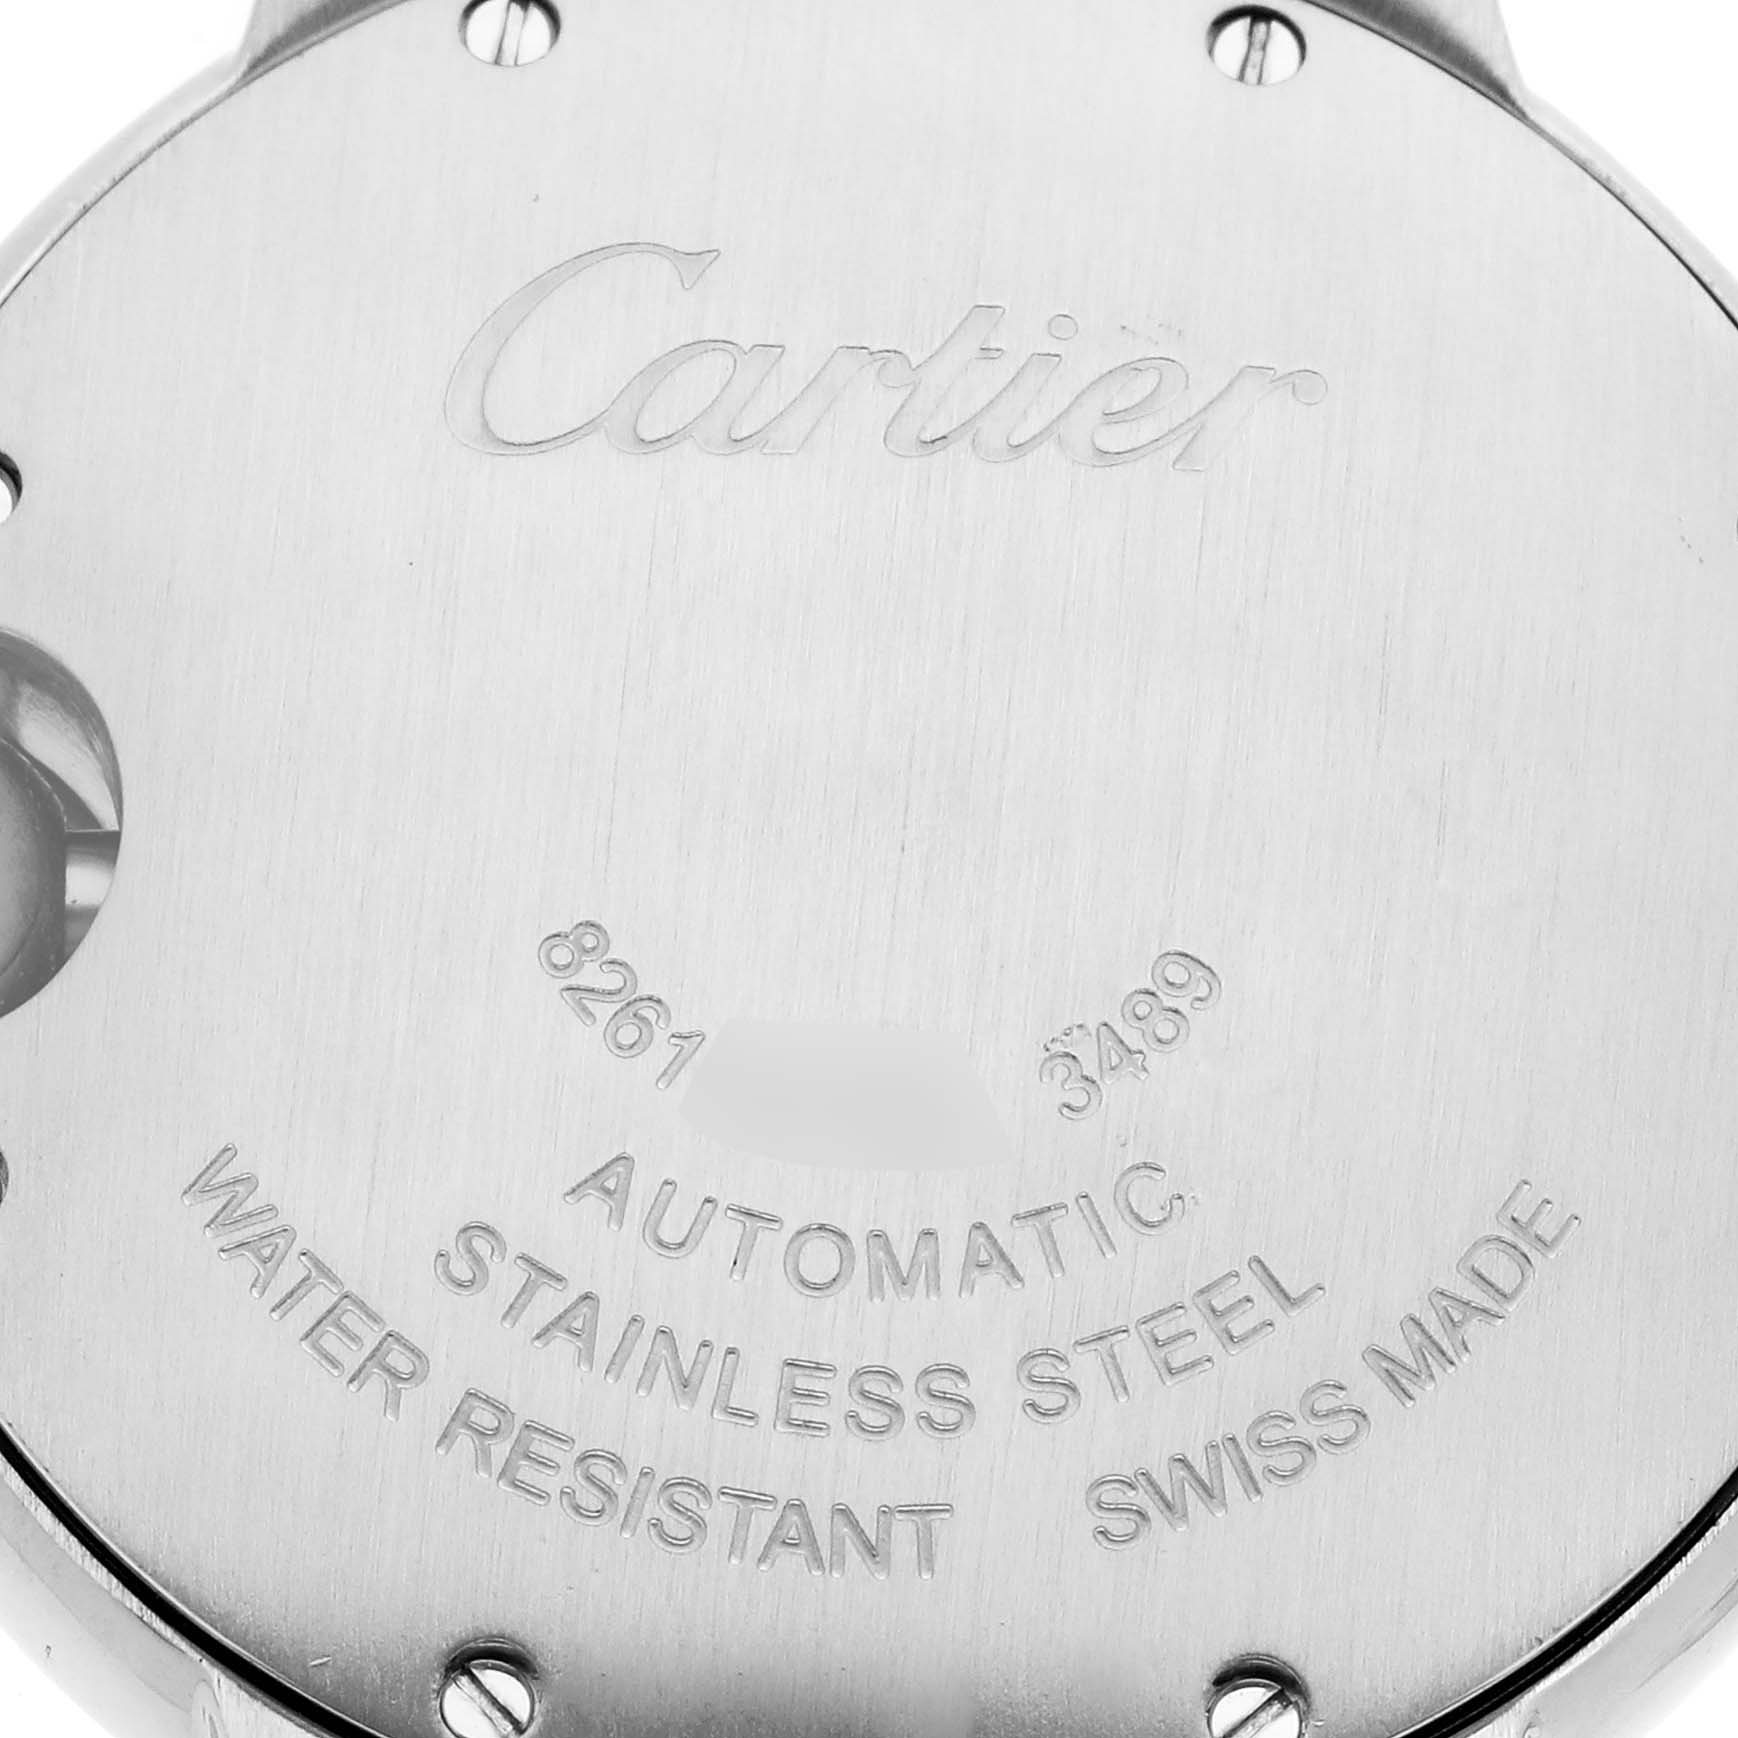 Cartier
8261 3489
AUTOMATIC
STAINLESS STEEL
WATER RESISTANT SWISS MADE